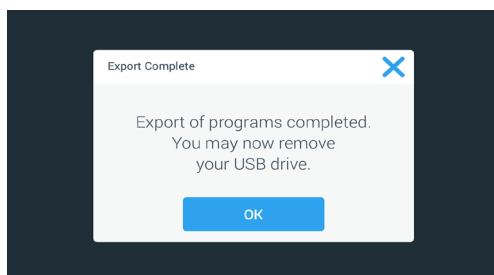 Export Complete
Export of programs completed.
You may now remove
your USB drive.
OK